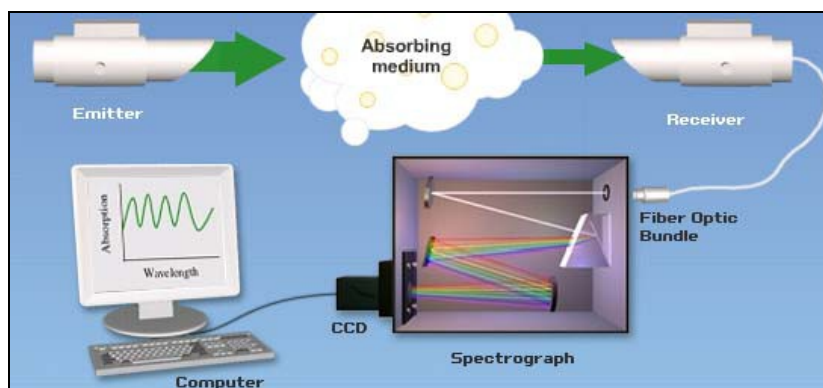 Absorbing
medium
Emitter
Receiver
Absorption
Wavelength
Fiber Optic
Bundle
CCD
Spectrograph
Computer